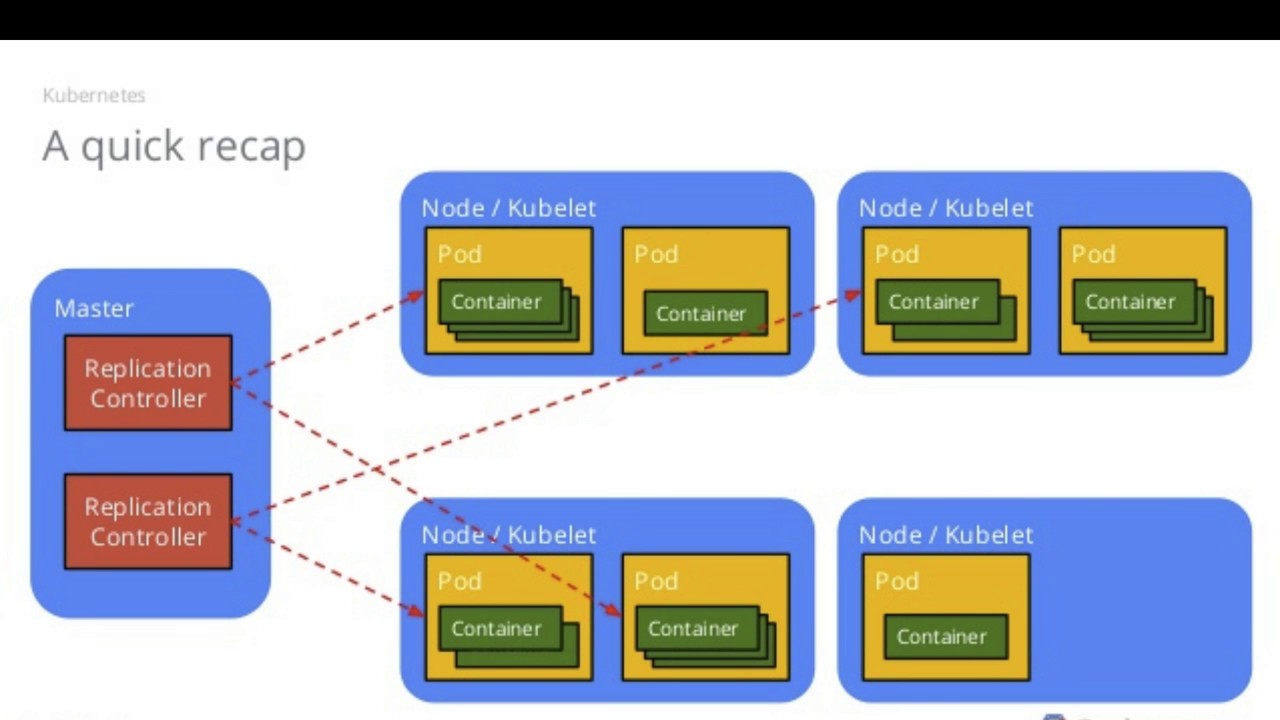 Kubernetes
A quick recap
Master
Replication
Controller
Replication
Controller
Node / Kubelet
Pod
Container
Pod
Container
Node / Kubelet
Pod
Container
Pod
Container
Node / Kubelet
Pod
Container
Pod
Container
Node / Kubelet
Pod
Container